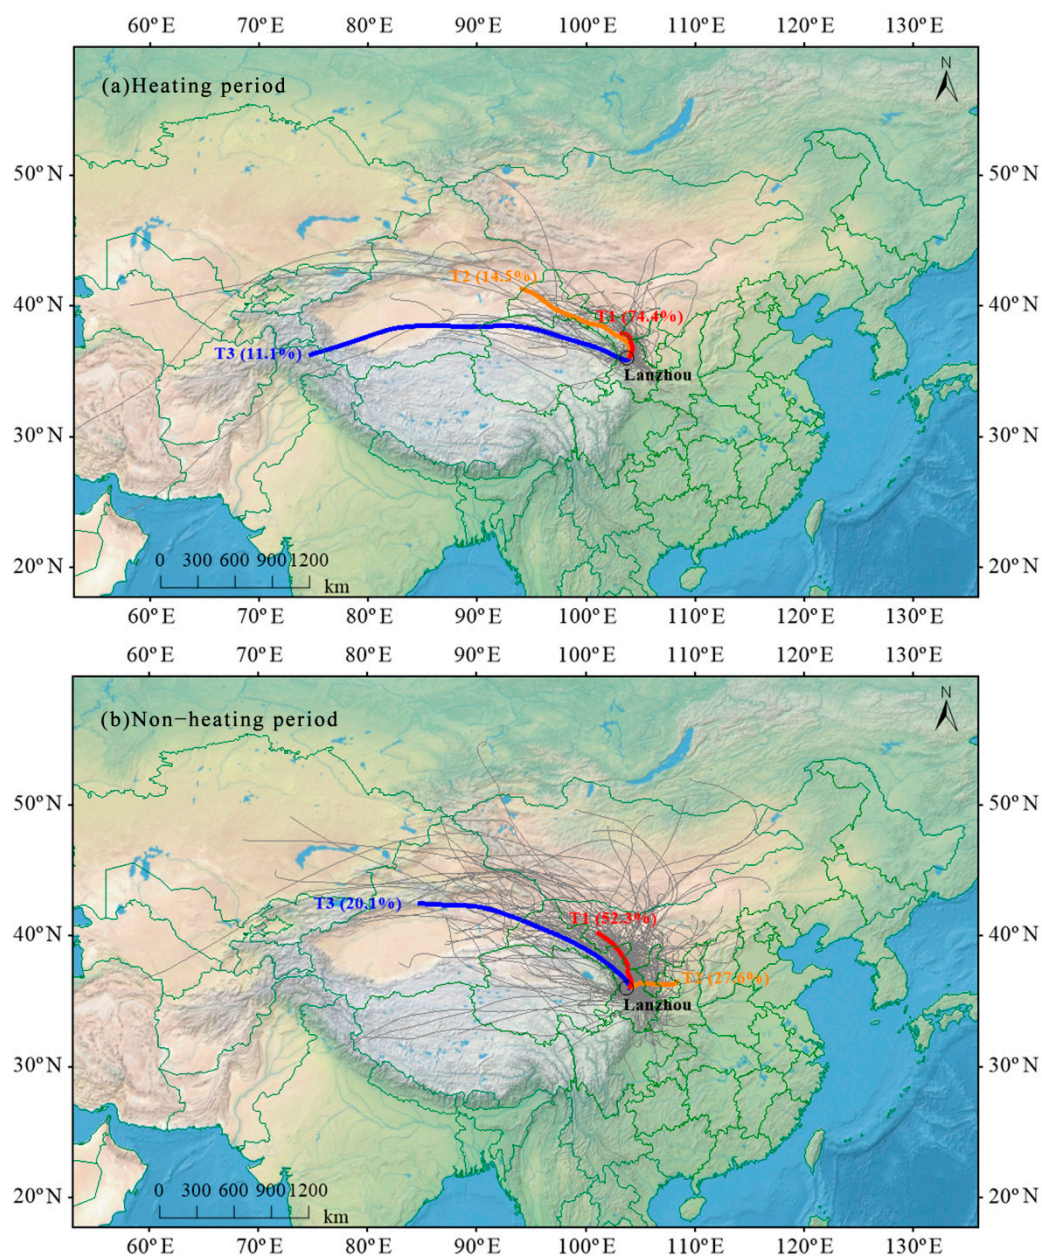 60°E 70°E 80°E 90°E 100°E 110°E 120°E 130°E
(a)Heating period
N
50°N 50°N
T2 (14.5%)
40°N 40°N
T1 (74.4%)
T3 (11.1%)
Lanzhou
30°N 30°N
0 300 600 900 1200
20°N 20°N
km
60°E 70°E 80°E 90°E 100°E 110°E 120°E 130°E
60°E 70°E 80°E 90°E 100°E 110°E 120°E 130°E
(b)Non−heating period
N
50°N 50°N
T3 (20.1%)
T1 (52.3%)
40°N 40°N
T2 (27.6%)
Lanzhou
30°N 30°N
0 300 600 900 1200
20°N 20°N
km
60°E 70°E 80°E 90°E 100°E 110°E 120°E 130°E